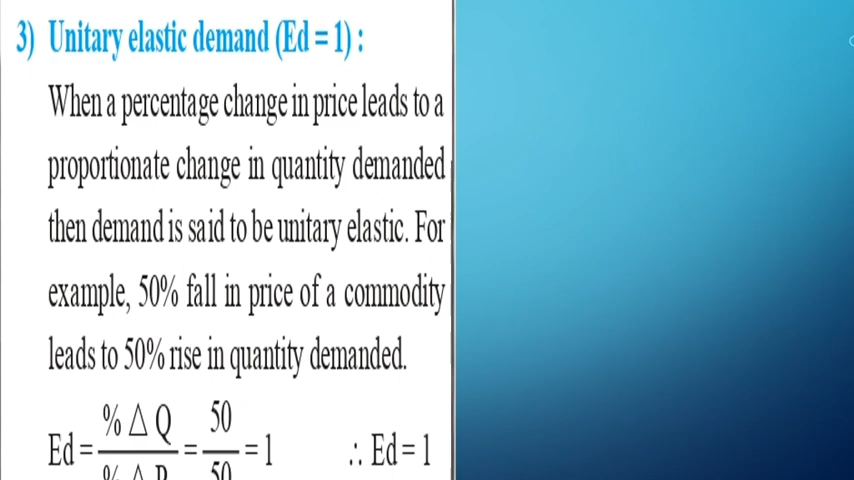 3) Unitary elastic demand (Ed = 1) :
When a percentage change in price leads to a
proportionate change in quantity demanded
then demand is said to be unitary elastic. For
example, 50% fall in price of a commodity
leads to 50% rise in quantity demanded.
Ed = % △ Q / % △ P = 50 / 50 = 1 ∴ Ed = 1